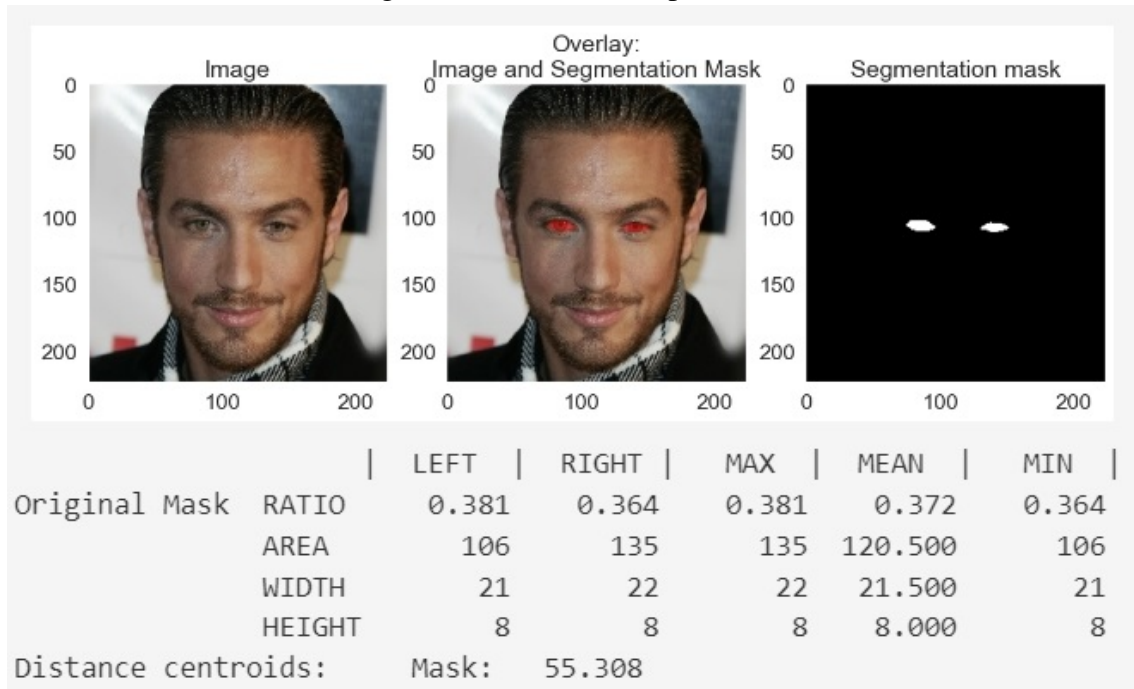 Overlay:
Image
Image and Segmentation Mask
Segmentation mask
0
50
100
150
200
0
100
200
0
50
100
150
200
0
100
200
0
50
100
150
200
0
100
200
| LEFT | RIGHT | MAX | MEAN | MIN |
Original Mask RATIO 0.381 0.364 0.381 0.372 0.364
AREA 106 135 135 120.500 106
WIDTH 21 22 22 21.500 21
HEIGHT 8 8 8 8.000 8
Distance centroids: Mask: 55.308